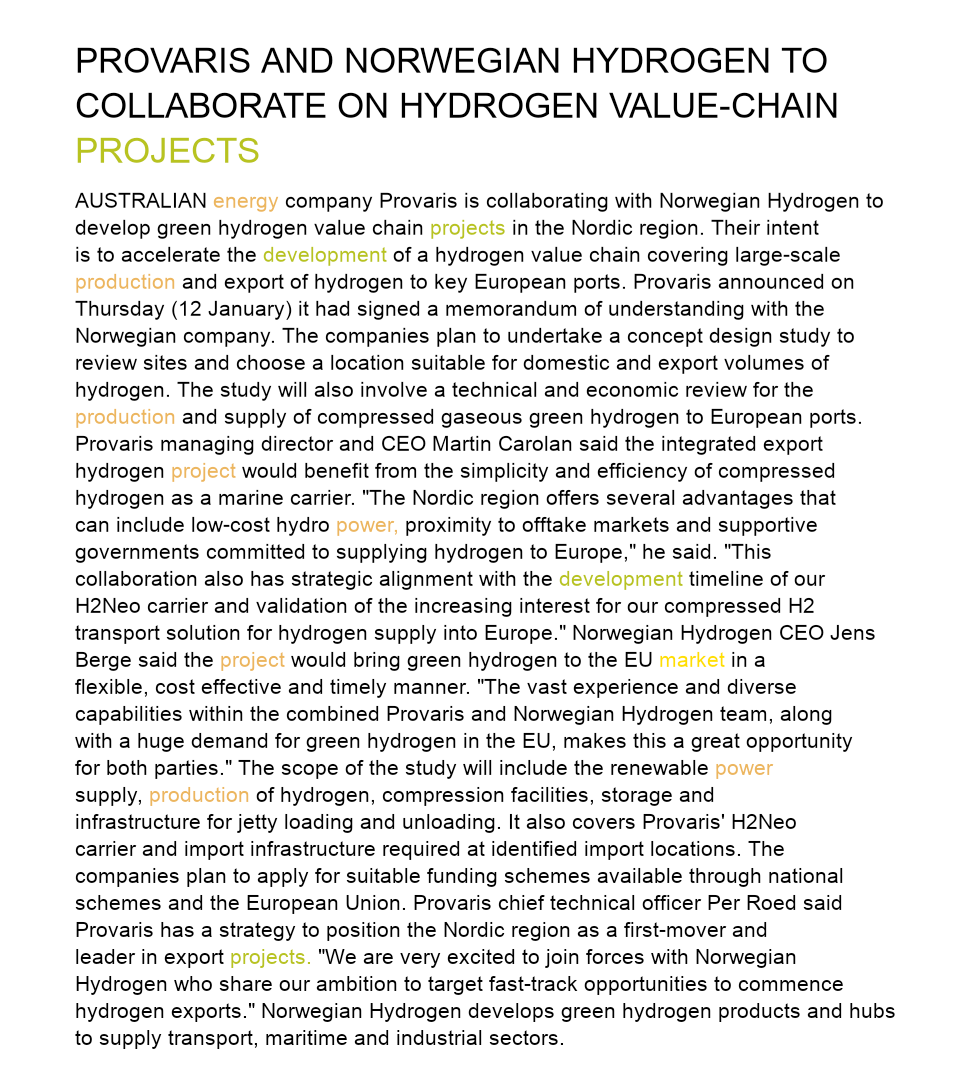 PROVARIS AND NORWEGIAN HYDROGEN TO
COLLABORATE ON HYDROGEN VALUE-CHAIN
PROJECTS
AUSTRALIAN energy company Provaris is collaborating with Norwegian Hydrogen to
develop green hydrogen value chain projects in the Nordic region. Their intent
is to accelerate the development of a hydrogen value chain covering large-scale
production and export of hydrogen to key European ports. Provaris announced on
Thursday (12 January) it had signed a memorandum of understanding with the
Norwegian company. The companies plan to undertake a concept design study to
review sites and choose a location suitable for domestic and export volumes of
hydrogen. The study will also involve a technical and economic review for the
production and supply of compressed gaseous green hydrogen to European ports.
Provaris managing director and CEO Martin Carolan said the integrated export
hydrogen project would benefit from the simplicity and efficiency of compressed
hydrogen as a marine carrier. "The Nordic region offers several advantages that
can include low-cost hydro power, proximity to offtake markets and supportive
governments committed to supplying hydrogen to Europe," he said. "This
collaboration also has strategic alignment with the development timeline of our
H2Neo carrier and validation of the increasing interest for our compressed H2
transport solution for hydrogen supply into Europe." Norwegian Hydrogen CEO Jens
Berge said the project would bring green hydrogen to the EU market in a
flexible, cost effective and timely manner. "The vast experience and diverse
capabilities within the combined Provaris and Norwegian Hydrogen team, along
with a huge demand for green hydrogen in the EU, makes this a great opportunity
for both parties." The scope of the study will include the renewable power
supply, production of hydrogen, compression facilities, storage and
infrastructure for jetty loading and unloading. It also covers Provaris' H2Neo
carrier and import infrastructure required at identified import locations. The
companies plan to apply for suitable funding schemes available through national
schemes and the European Union. Provaris chief technical officer Per Roed said
Provaris has a strategy to position the Nordic region as a first-mover and
leader in export projects. "We are very excited to join forces with Norwegian
Hydrogen who share our ambition to target fast-track opportunities to commence
hydrogen exports." Norwegian Hydrogen develops green hydrogen products and hubs
to supply transport, maritime and industrial sectors.